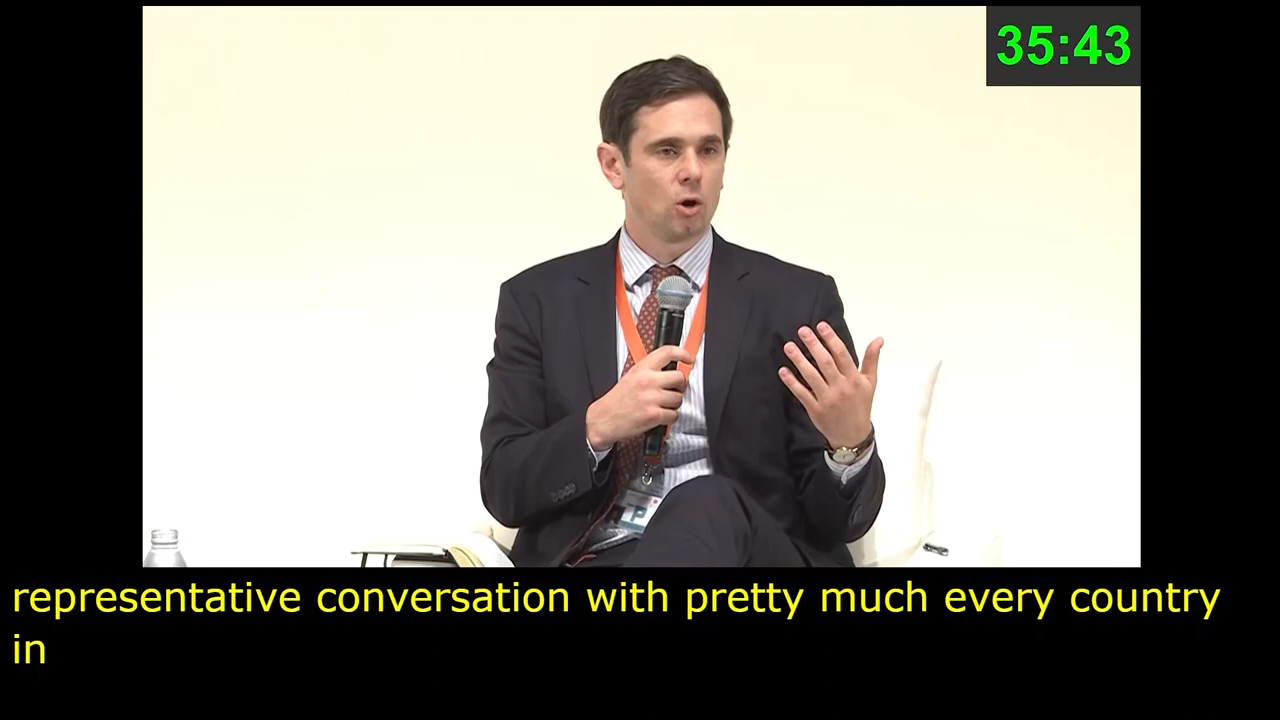 35:43
representative conversation with pretty much every country
in